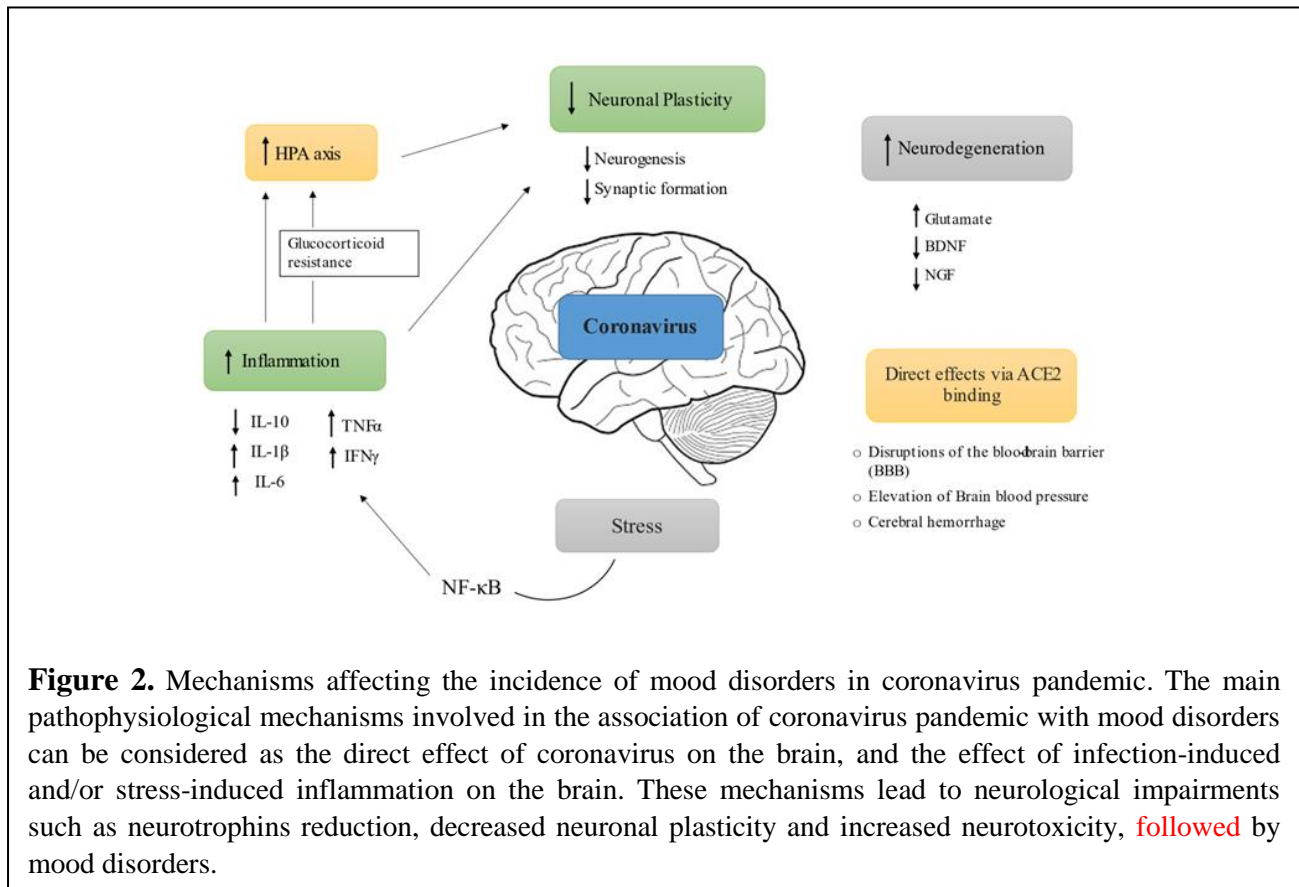 ↓ Neuronal Plasticity
↓ Neurogenesis
↓ Synaptic formation
↑ HPA axis
Glucocorticoid
resistance
↑ Inflammation
↓ IL-10
↑ IL-1β
↑ IL-6
↑ TNFα
↑ IFNγ
↑ Neurodegeneration
↑ Glutamate
↓ BDNF
↓ NGF
Coronavirus
Direct effects via ACE2
binding
○ Disruptions of the blood-brain barrier
(BBB)
○ Elevation of Brain blood pressure
○ Cerebral hemorrhage
Stress
NF-κB
Figure 2. Mechanisms affecting the incidence of mood disorders in coronavirus pandemic. The main
pathophysiological mechanisms involved in the association of coronavirus pandemic with mood disorders
can be considered as the direct effect of coronavirus on the brain, and the effect of infection-induced
and/or stress-induced inflammation on the brain. These mechanisms lead to neurological impairments
such as neurotrophins reduction, decreased neuronal plasticity and increased neurotoxicity, followed by
mood disorders.